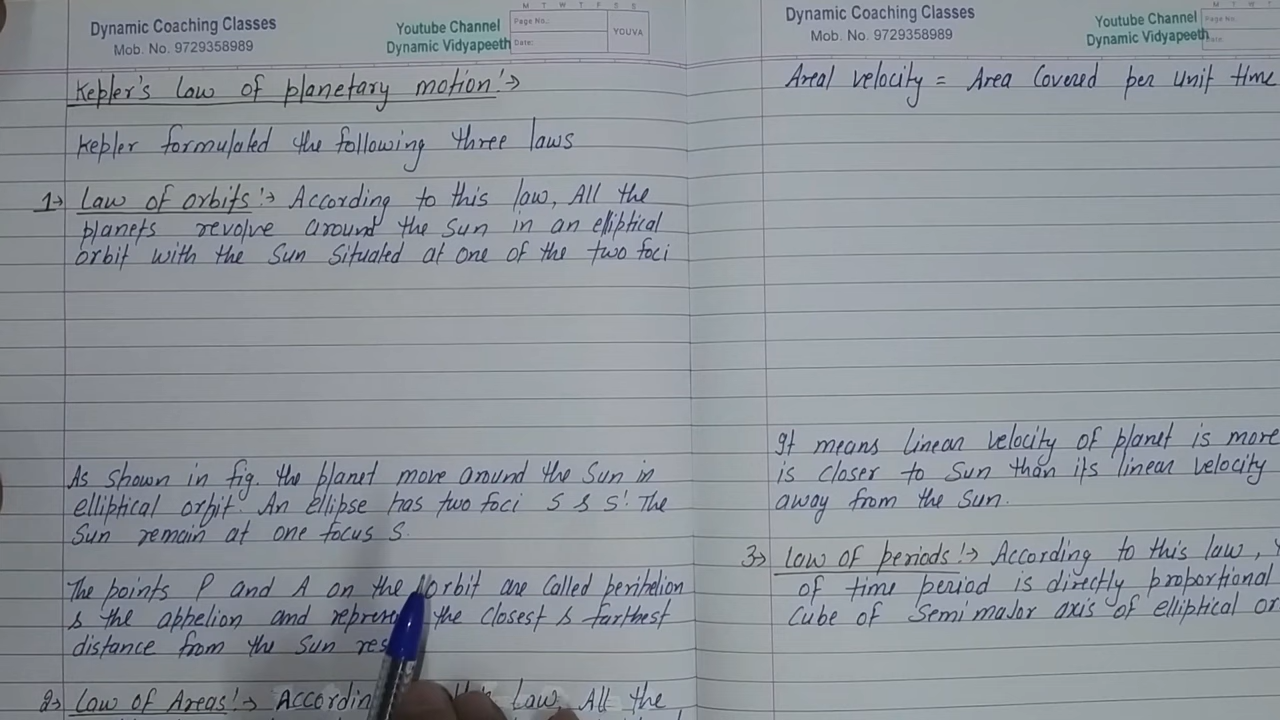 Dynamic Coaching Classes
Mob. No. 9729358989
Youtube Channel
Dynamic Vidyapeeth
M T W T F S S
Page No.:
Date:
YOUVA
Kepler's Law of planetary motion:→
Kepler formulated the following three laws
1→ Law of orbits:→ According to this law, All the
planets revolve around the Sun in an elliptical
orbit with the Sun Situated at one of the two foci
As shown in fig. the planet move around the Sun in
elliptical orbit. An ellipse has two foci S & S'. The
Sun remain at one focus S.
The points P and A on the orbit are called perihelion
& the aphelion and represent the closest & farthest
distance from the Sun res
2→ Law of Areas:→ According Law, All the
Dynamic Coaching Classes
Mob. No. 9729358989
Youtube Channel
Dynamic Vidyapeeth
M T W T
Page No.
Date:
Areal velocity = Area Covered per unit time
It means linear velocity of planet is more
is closer to Sun than its linear velocity
away from the Sun.
3→ Law of periods:→ According to this law,
of time period is directly proportional
Cube of Semi major axis of elliptical or